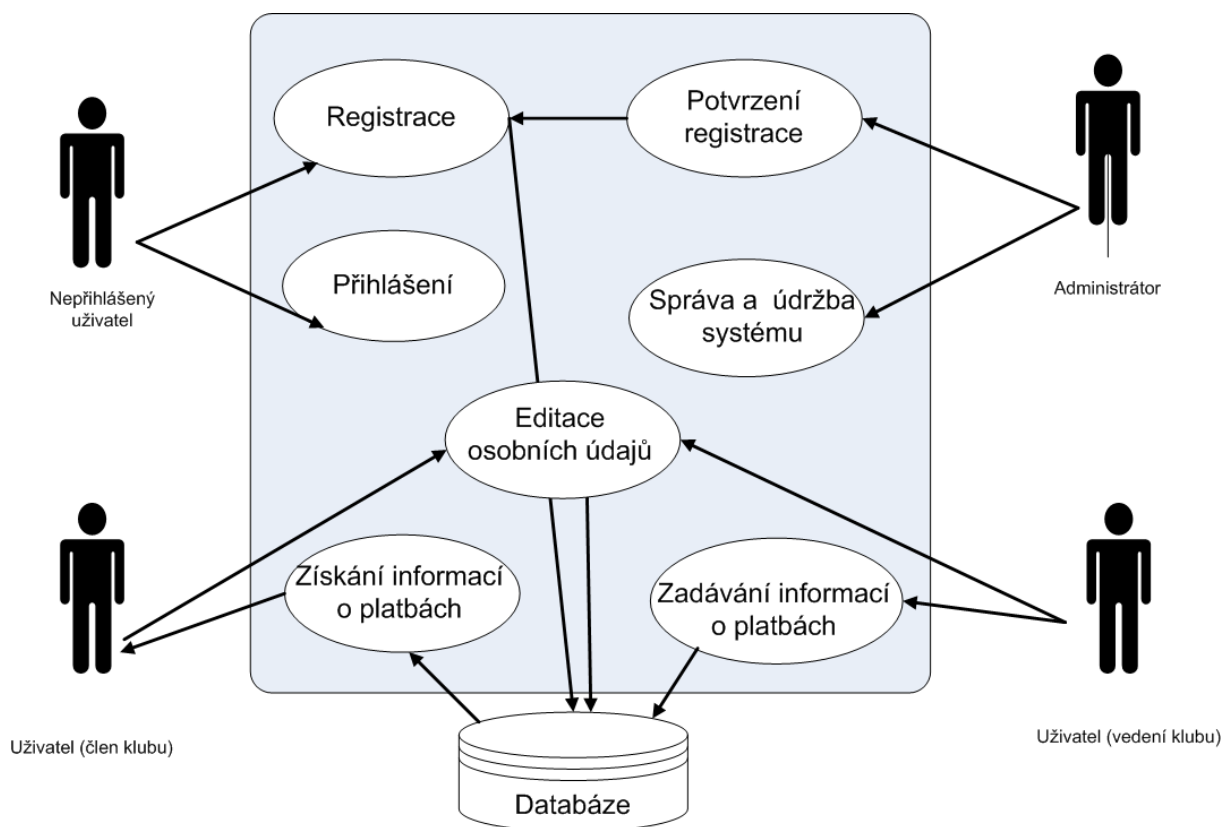 Registrace
Potvrzení
registrace
Nepřihlášený
uživatel
Přihlášení
Správa a údržba
systému
Administrátor
Editace
osobních údajů
Získání informací
o platbách
Zadávání informací
o platbách
Uživatel (člen klubu)
Uživatel (vedení klubu)
Databáze